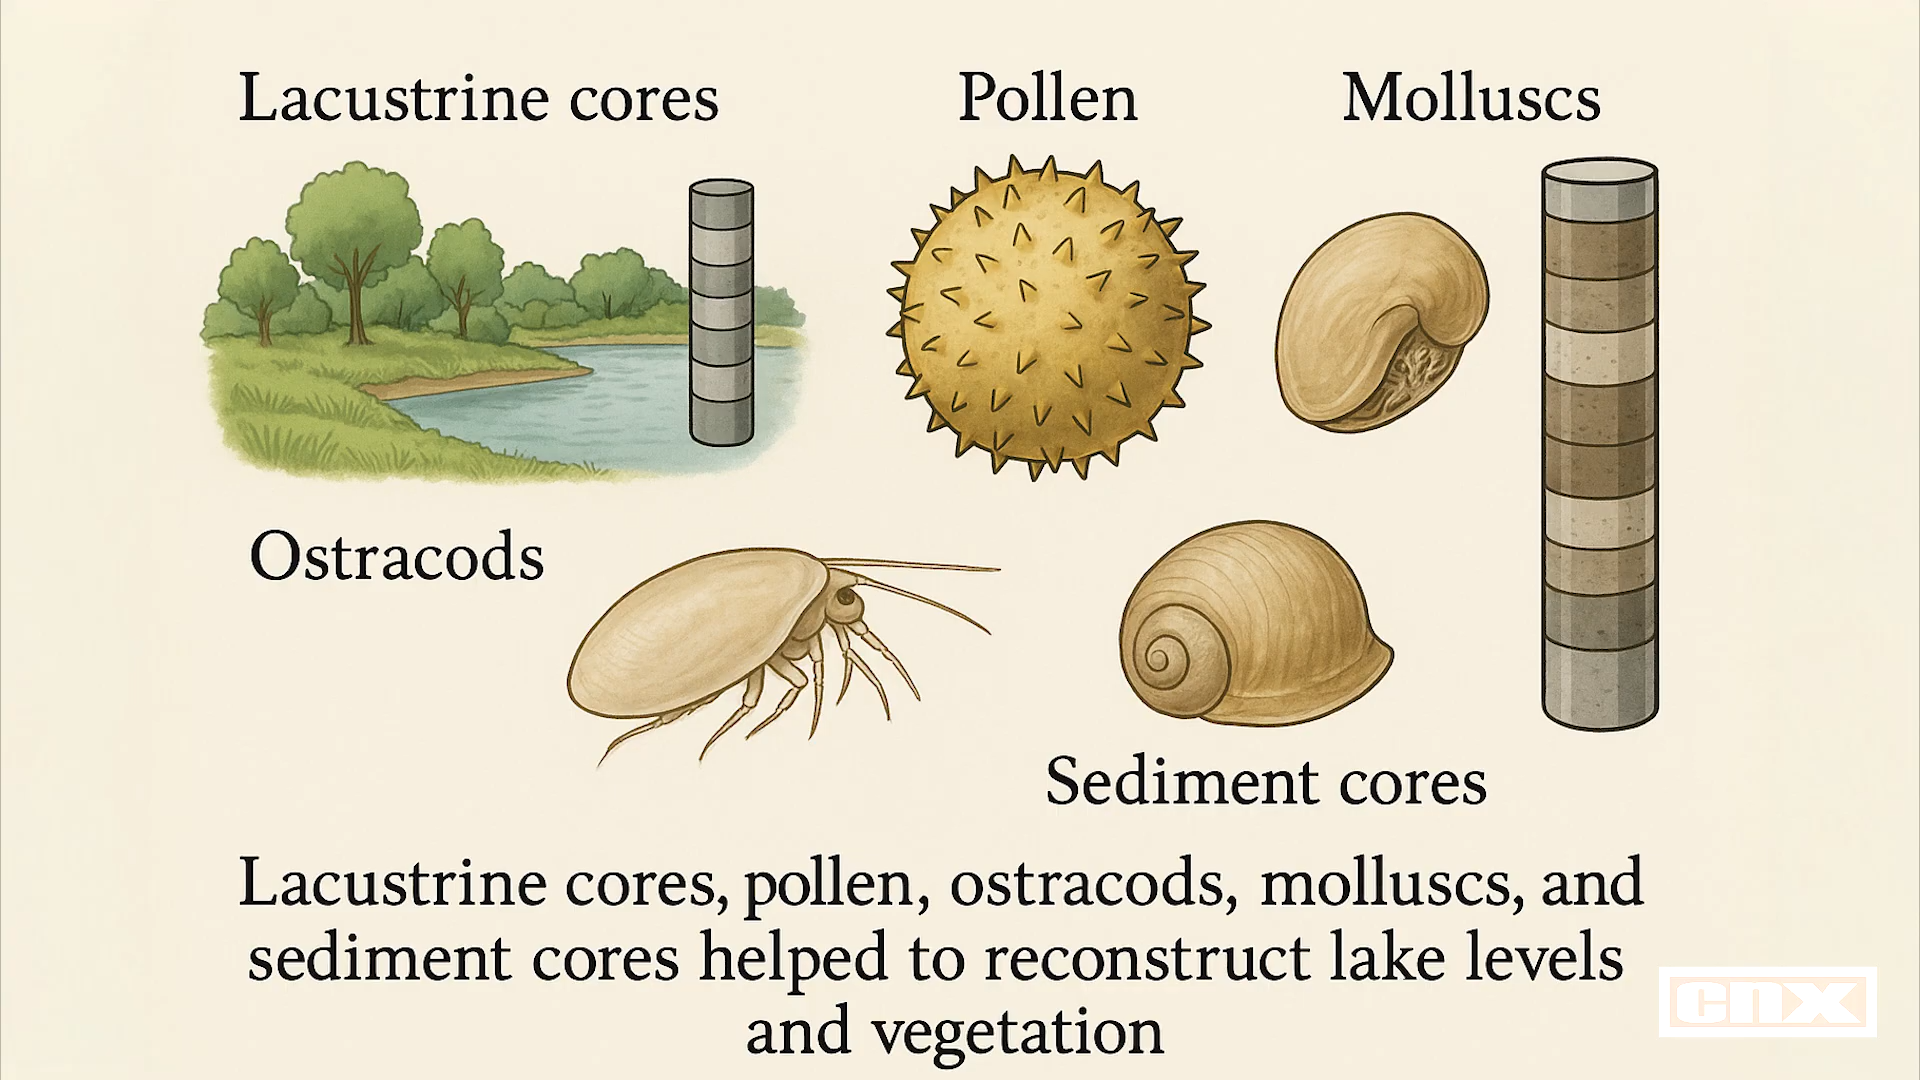 Lacustrine cores
Pollen
Molluscs
Ostracods
Sediment cores
Lacustrine cores, pollen, ostracods, molluscs, and
sediment cores helped to reconstruct lake levels
and vegetation
cnx